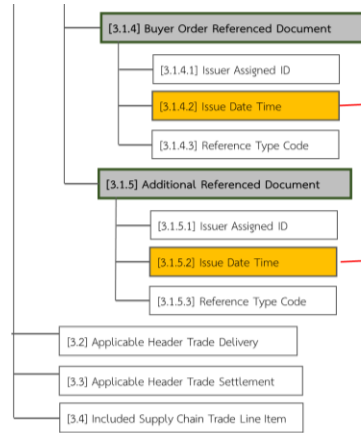 [3.1.4] Buyer Order Referenced Document
[3.1.4.1] Issuer Assigned ID
[3.1.4.2] Issue Date Time
[3.1.4.3] Reference Type Code
[3.1.5] Additional Referenced Document
[3.1.5.1] Issuer Assigned ID
[3.1.5.2] Issue Date Time
[3.1.5.3] Reference Type Code
[3.2] Applicable Header Trade Delivery
[3.3] Applicable Header Trade Settlement
[3.4] Included Supply Chain Trade Line Item